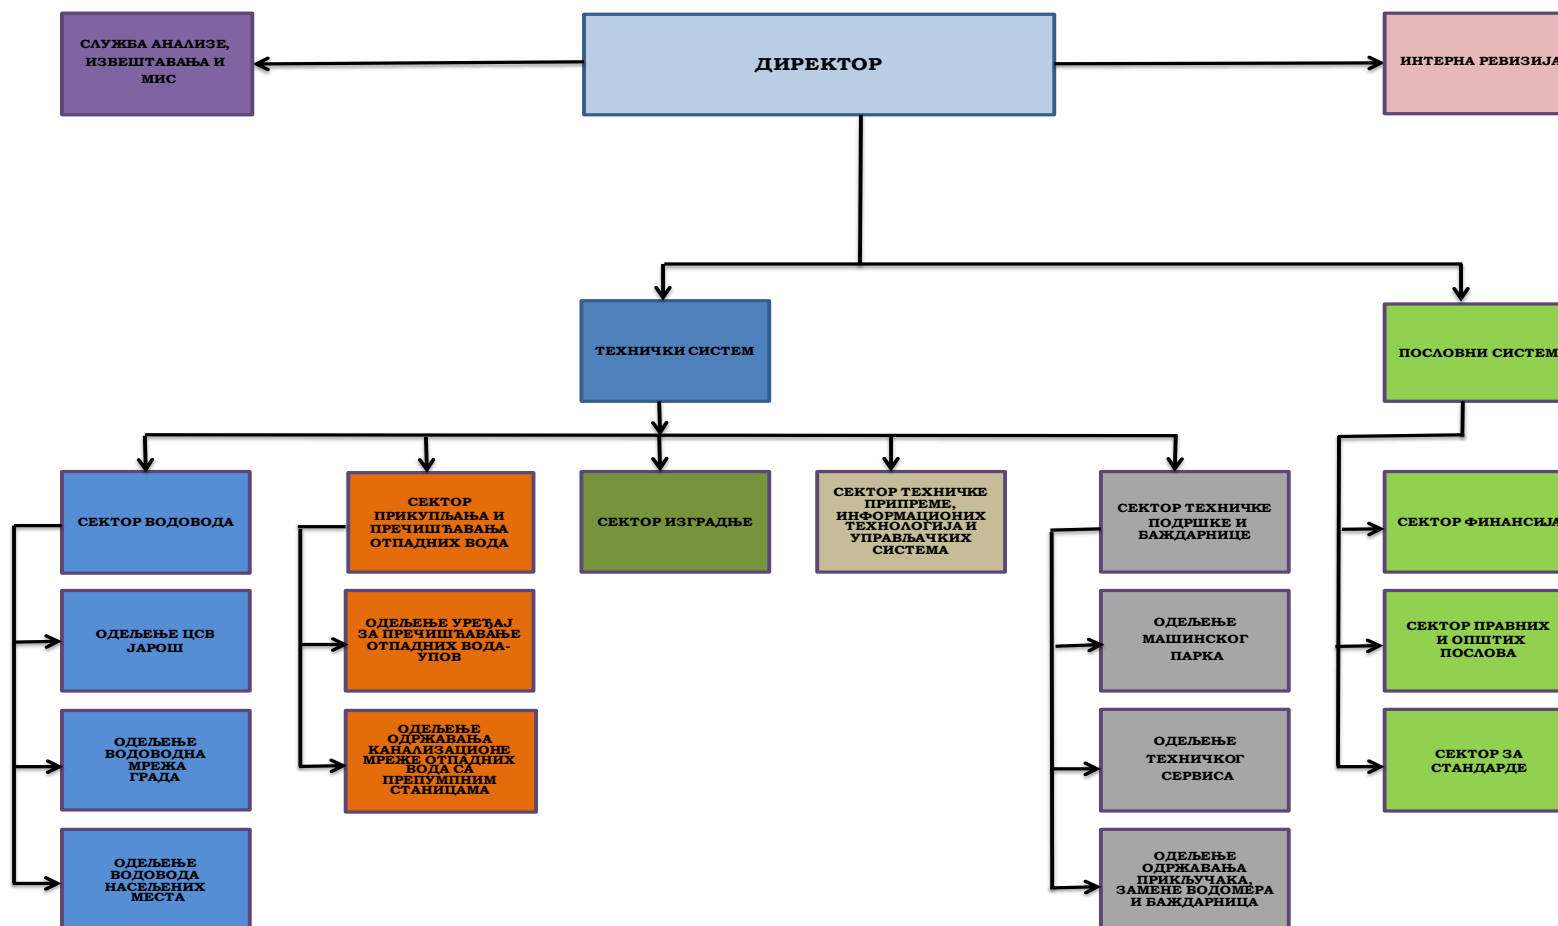 СЛУЖБА АНАЛИЗЕ,
ИЗВЕШТАВАЊА И
МИС
ДИРЕКТОР
ИНТЕРНА РЕВИЗИЈА
ТЕХНИЧКИ СИСТЕМ
ПОСЛОВНИ СИСТЕМ
СЕКТОР ВОДОВОДА
СЕКТОР
ПРИКУПЉАЊА И
ПРЕЧИШЋАВАЊА
ОТПАДНИХ ВОДА
СЕКТОР ИЗГРАДЊЕ
СЕКТОР ТЕХНИЧКЕ
ПРИПРЕМЕ,
ИНФОРМАЦИОНИХ
ТЕХНОЛОГИЈА И
УПРАВЉАЧКИХ
СИСТЕМА
СЕКТОР ТЕХНИЧКЕ
ПОДРШКЕ И
БАЖДАРНИЦЕ
СЕКТОР ФИНАНСИЈА
ОДЕЉЕЊЕ ЦСВ
ЈАРОШ
ОДЕЉЕЊЕ УРЕЂАЈ
ЗА ПРЕЧИШЋАВАЊЕ
ОТПАДНИХ ВОДА-
УПОВ
ОДЕЉЕЊЕ
МАШИНСКОГ
ПАРКА
СЕКТОР ПРАВНИХ
И ОПШТИХ
ПОСЛОВА
ОДЕЉЕЊЕ
ВОДОВОДНА
МРЕЖА
ГРАДА
ОДЕЉЕЊЕ
ОДРЖАВАЊА
КАНАЛИЗАЦИОНЕ
МРЕЖЕ ОТПАДНИХ
ВОДА СА
ПРЕПУМПНИМ
СТАНИЦАМА
ОДЕЉЕЊЕ
ТЕХНИЧКОГ
СЕРВИСА
СЕКТОР ЗА
СТАНДАРДЕ
ОДЕЉЕЊЕ
ВОДОВОДА
НАСЕЉЕНИХ
МЕСТА
ОДЕЉЕЊЕ
ОДРЖАВАЊА
ПРИКЉУЧАКА,
ЗАМЕНЕ ВОДОМЕРА
И БАЖДАРНИЦА